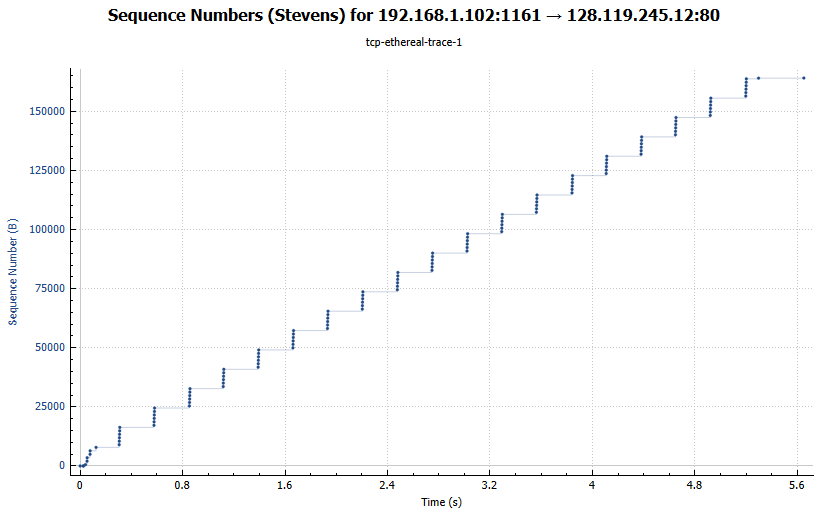 Sequence Numbers (Stevens) for 192.168.1.102:1161 → 128.119.245.12:80
tcp-ethereal-trace-1
Sequence Number (B)
150000
125000
100000
75000
50000
25000
0
0 0.8 1.6 2.4 3.2 4 4.8 5.6
Time (s)